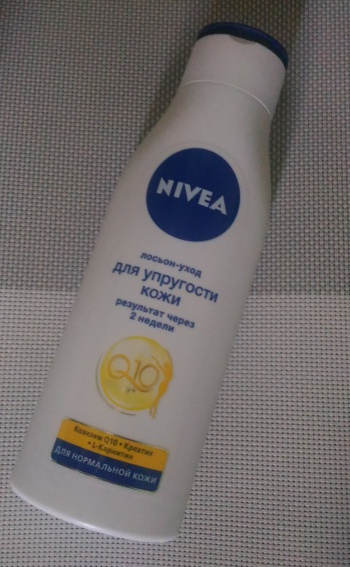 NIVEA
лосьон-уход
для упругости
кожи
результат через
2 недели
Q10
Коэнзим Q10 • Креатин
• L-Карнитин
ДЛЯ НОРМАЛЬНОЙ КОЖИ